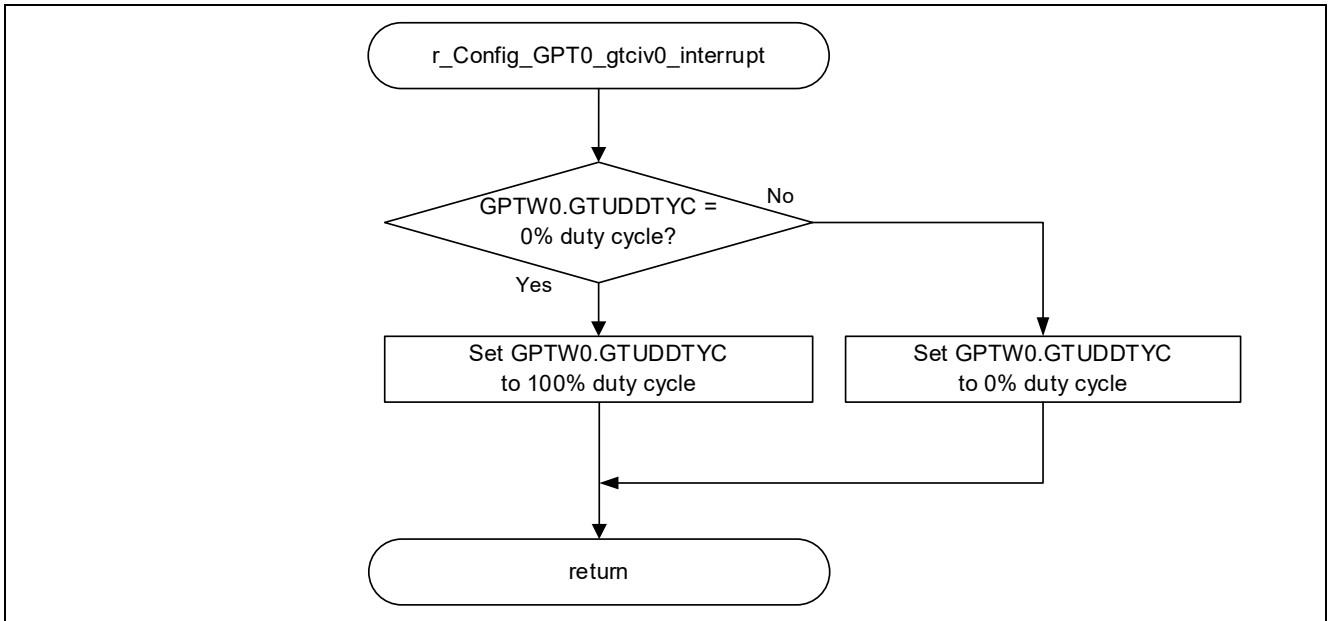 r_Config_GPT0_gtciv0_interrupt
GPTW0.GTUDDTYC =
0% duty cycle?
No
Yes
Set GPTW0.GTUDDTYC
to 100% duty cycle
Set GPTW0.GTUDDTYC
to 0% duty cycle
return